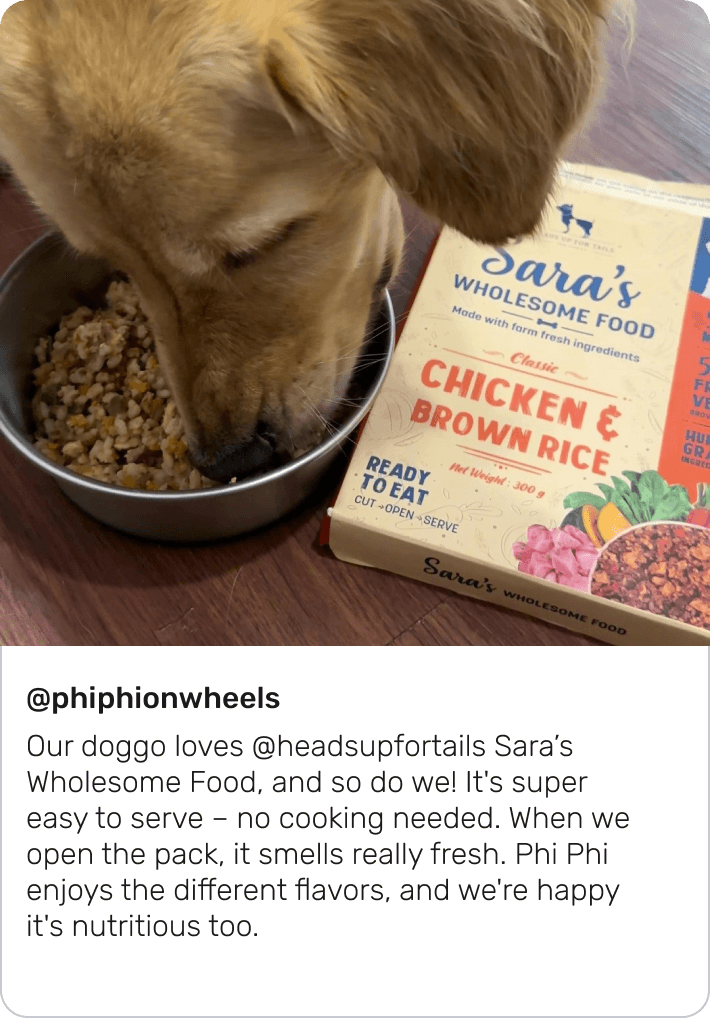 Sara's
WHOLESOME FOOD
Made with farm fresh ingredients
Classic
CHICKEN &
BROWN RICE
Net Weight: 300 g
READY
TO EAT
CUT → OPEN → SERVE
Sara's WHOLESOME FOOD
@phiphionwheels
Our doggo loves @headsupfortails Sara’s
Wholesome Food, and so do we! It's super
easy to serve – no cooking needed. When we
open the pack, it smells really fresh. Phi Phi
enjoys the different flavors, and we're happy
it's nutritious too.